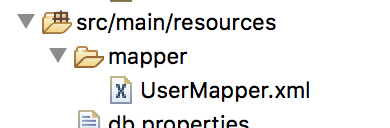 src/main/resources
mapper
UserMapper.xml
db.properties